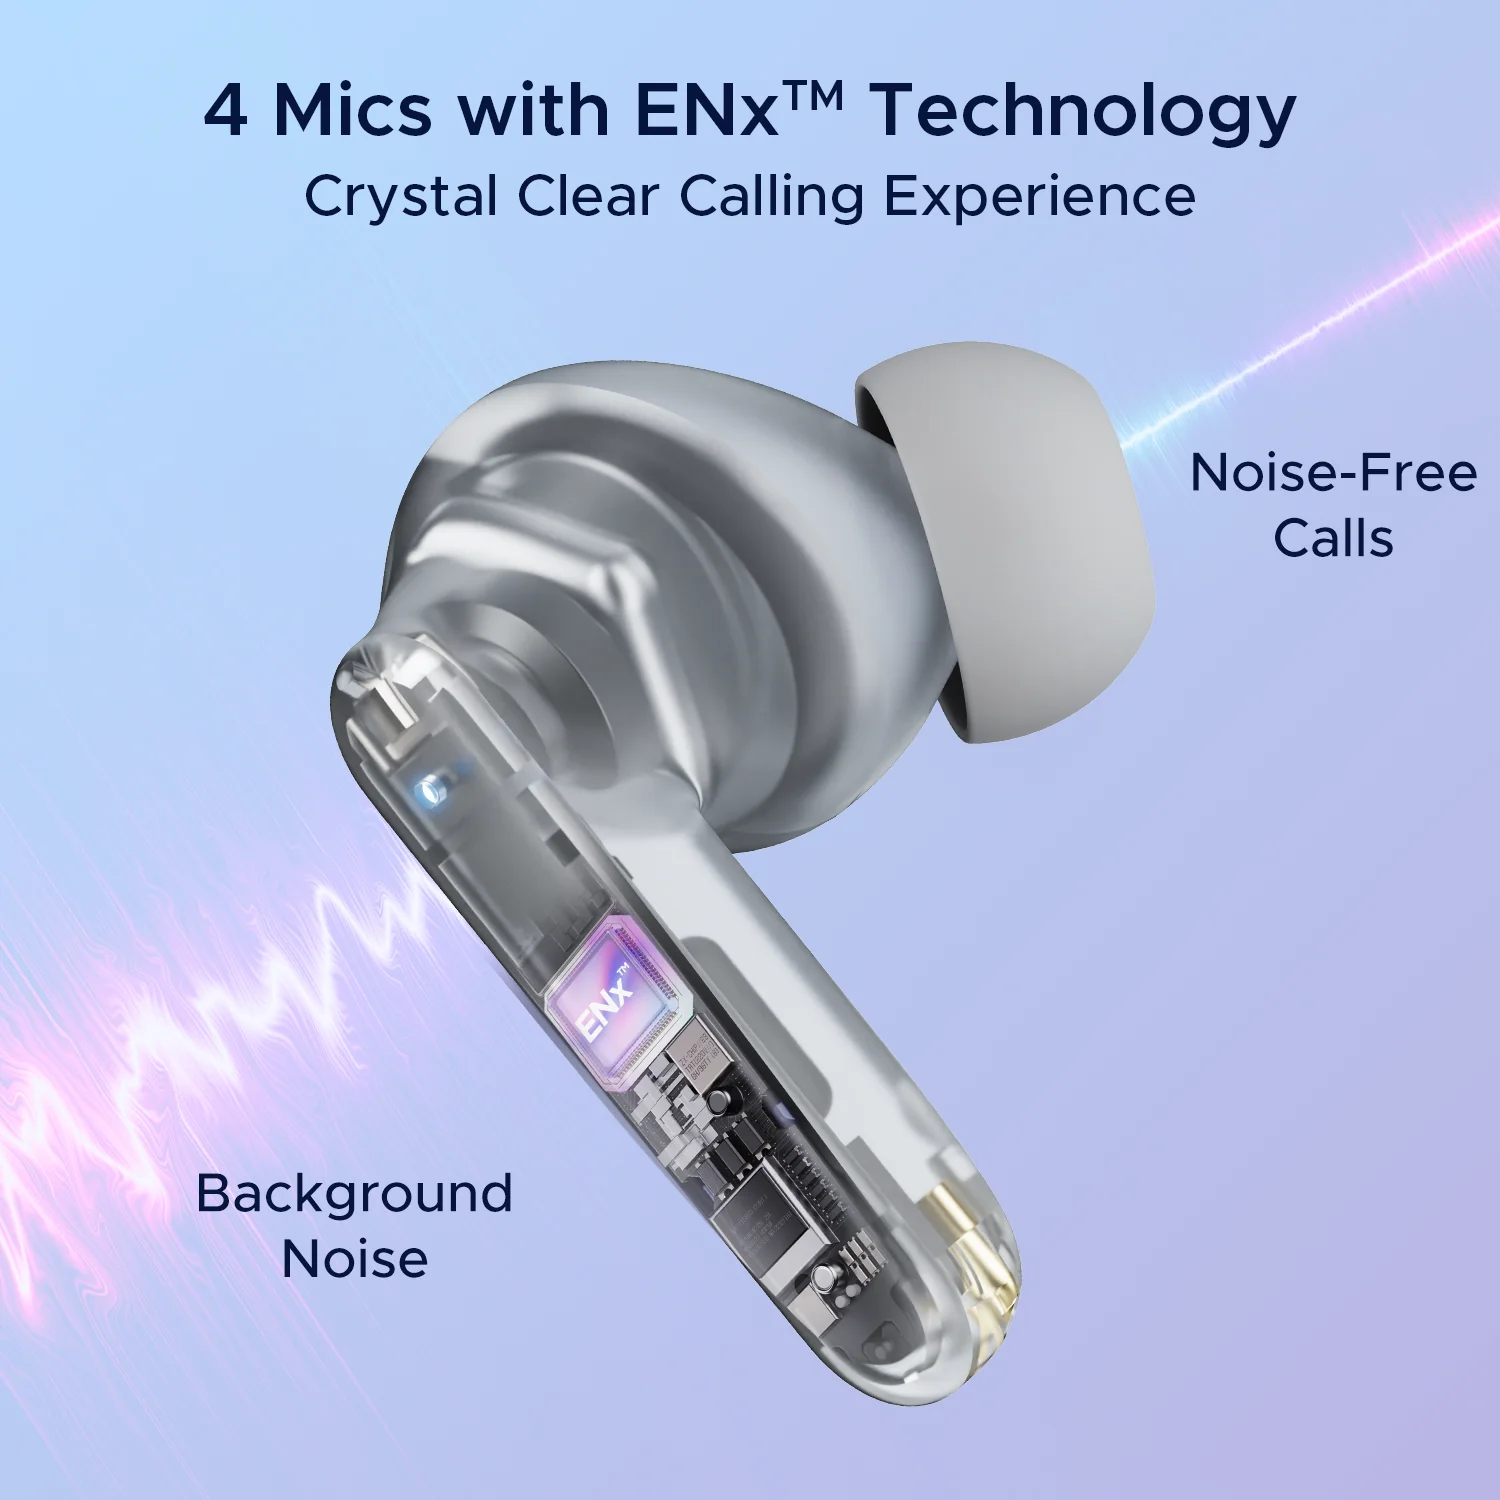 4 Mics with ENx™ Technology
Crystal Clear Calling Experience
Noise-Free
Calls
ENx™
Background
Noise